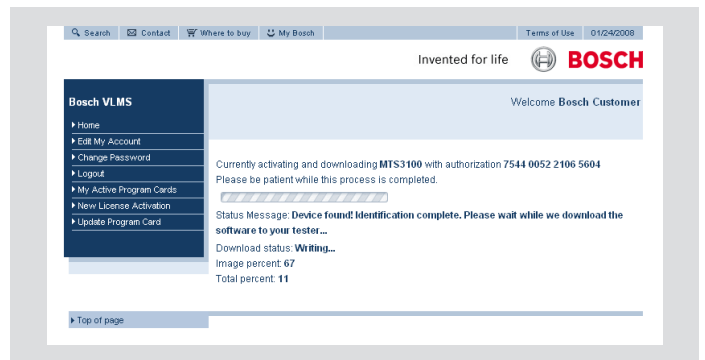 Search Contact Where to buy My Bosch Terms of Use 01/24/2008
Invented for life BOSCH
Bosch VLMS
Welcome Bosch Customer
Home
Edit My Account
Change Password
Logout
My Active Program Cards
New License Activation
Update Program Card
Currently activating and downloading MTS3100 with authorization 7544 0052 2106 5604
Please be patient while this process is completed.
Status Message: Device found! Identification complete. Please wait while we download the
software to your tester...
Download status: Writing...
Image percent: 67
Total percent: 11
Top of page